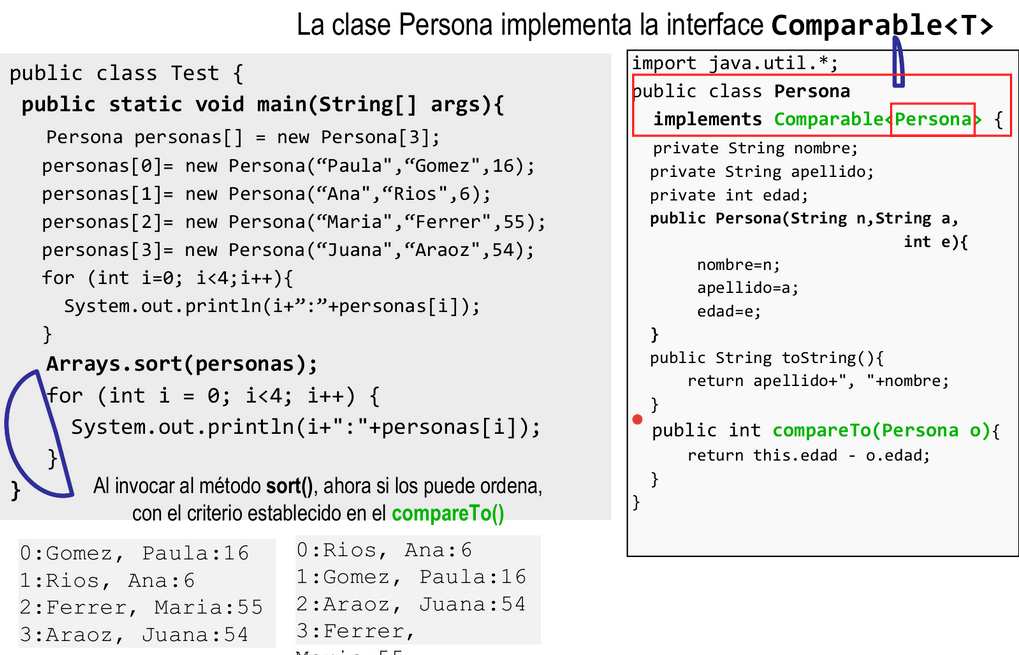 La clase Persona implementa la interface Comparable<T>
public class Test {
public static void main(String[] args){
Persona personas[] = new Persona[3];
personas[0]= new Persona(“Paula",“Gomez",16);
personas[1]= new Persona(“Ana",“Rios",6);
personas[2]= new Persona(“Maria",“Ferrer",55);
personas[3]= new Persona(“Juana",“Araoz",54);
for (int i=0; i<4;i++){
System.out.println(i+”:”+personas[i]);
}
Arrays.sort(personas);
for (int i = 0; i<4; i++) {
System.out.println(i+":"+personas[i]);
}
}
Al invocar al método sort(), ahora si los puede ordena,
con el criterio establecido en el compareTo()
0:Gomez, Paula:16
1:Rios, Ana:6
2:Ferrer, Maria:55
3:Araoz, Juana:54
0:Rios, Ana:6
1:Gomez, Paula:16
2:Araoz, Juana:54
3:Ferrer,
import java.util.*;
public class Persona
implements Comparable<Persona> {
private String nombre;
private String apellido;
private int edad;
public Persona(String n,String a,
int e){
nombre=n;
apellido=a;
edad=e;
}
public String toString(){
return apellido+", "+nombre;
}
public int compareTo(Persona o){
return this.edad - o.edad;
}
}